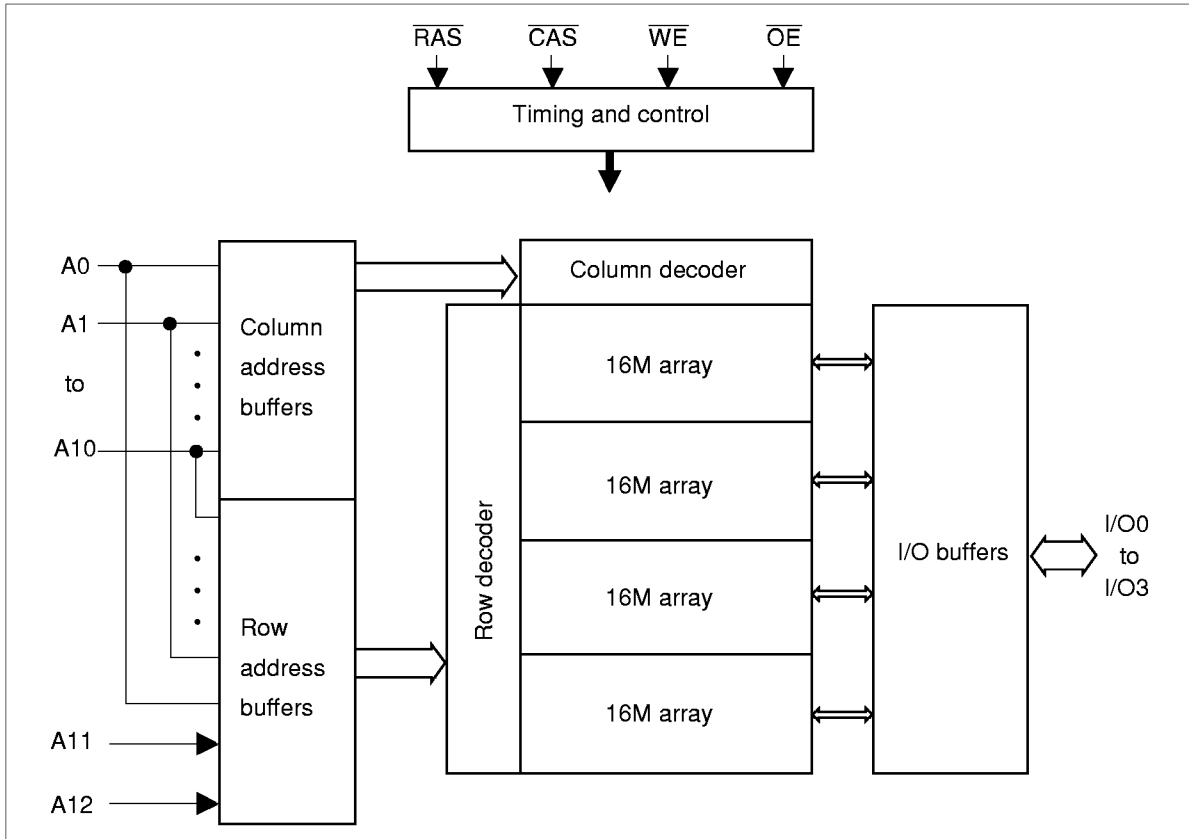 RAS CAS WE OE
Timing and control
A0
A1
to
A10
A11
A12
Column
address
buffers
Row
address
buffers
Column decoder
Row decoder
16M array
16M array
16M array
16M array
I/O buffers
I/O0
to
I/O3